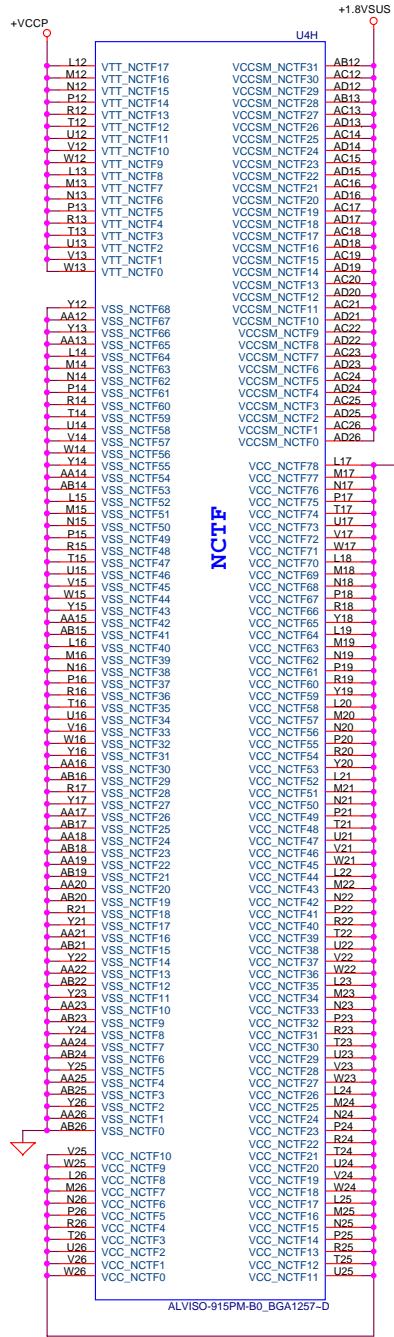 +VCCP
+1.8VSUS
U4H
L12 VTT_NCTF17
M12 VTT_NCTF16
N12 VTT_NCTF15
P12 VTT_NCTF14
R12 VTT_NCTF13
T12 VTT_NCTF12
U12 VTT_NCTF11
V12 VTT_NCTF10
W12 VTT_NCTF9
L13 VTT_NCTF8
M13 VTT_NCTF7
N13 VTT_NCTF6
P13 VTT_NCTF5
R13 VTT_NCTF4
T13 VTT_NCTF3
U13 VTT_NCTF2
V13 VTT_NCTF1
W13 VTT_NCTF0
Y12 VSS_NCTF68
AA12 VSS_NCTF67
Y13 VSS_NCTF66
AA13 VSS_NCTF65
L14 VSS_NCTF64
M14 VSS_NCTF63
N14 VSS_NCTF62
P14 VSS_NCTF61
R14 VSS_NCTF60
T14 VSS_NCTF59
U14 VSS_NCTF58
V14 VSS_NCTF57
W14 VSS_NCTF56
Y14 VSS_NCTF55
AA14 VSS_NCTF54
AB14 VSS_NCTF53
L15 VSS_NCTF52
M15 VSS_NCTF51
N15 VSS_NCTF50
P15 VSS_NCTF49
R15 VSS_NCTF48
T15 VSS_NCTF47
U15 VSS_NCTF46
V15 VSS_NCTF45
W15 VSS_NCTF44
Y15 VSS_NCTF43
AA15 VSS_NCTF42
AB15 VSS_NCTF41
L16 VSS_NCTF40
M16 VSS_NCTF39
N16 VSS_NCTF38
P16 VSS_NCTF37
R16 VSS_NCTF36
T16 VSS_NCTF35
U16 VSS_NCTF34
V16 VSS_NCTF33
W16 VSS_NCTF32
Y16 VSS_NCTF31
AA16 VSS_NCTF30
AB16 VSS_NCTF29
R17 VSS_NCTF28
Y17 VSS_NCTF27
AA17 VSS_NCTF26
AB17 VSS_NCTF25
AA18 VSS_NCTF24
AB18 VSS_NCTF23
AA19 VSS_NCTF22
AB19 VSS_NCTF21
AA20 VSS_NCTF20
AB20 VSS_NCTF19
R21 VSS_NCTF18
Y21 VSS_NCTF17
AA21 VSS_NCTF16
AB21 VSS_NCTF15
Y22 VSS_NCTF14
AA22 VSS_NCTF13
AB22 VSS_NCTF12
Y23 VSS_NCTF11
AA23 VSS_NCTF10
AB23 VSS_NCTF9
Y24 VSS_NCTF8
AA24 VSS_NCTF7
AB24 VSS_NCTF6
Y25 VSS_NCTF5
AA25 VSS_NCTF4
AB25 VSS_NCTF3
Y26 VSS_NCTF2
AA26 VSS_NCTF1
AB26 VSS_NCTF0
V25 VCC_NCTF10
W25 VCC_NCTF9
L26 VCC_NCTF8
M26 VCC_NCTF7
N26 VCC_NCTF6
P26 VCC_NCTF5
R26 VCC_NCTF4
T26 VCC_NCTF3
U26 VCC_NCTF2
V26 VCC_NCTF1
W26 VCC_NCTF0
NCTF
VCCSM_NCTF31 AB12
VCCSM_NCTF30 AC12
VCCSM_NCTF29 AD12
VCCSM_NCTF28 AB13
VCCSM_NCTF27 AC13
VCCSM_NCTF26 AD13
VCCSM_NCTF25 AC14
VCCSM_NCTF24 AD14
VCCSM_NCTF23 AC15
VCCSM_NCTF22 AD15
VCCSM_NCTF21 AC16
VCCSM_NCTF20 AD16
VCCSM_NCTF19 AC17
VCCSM_NCTF18 AD17
VCCSM_NCTF17 AC18
VCCSM_NCTF16 AD18
VCCSM_NCTF15 AC19
VCCSM_NCTF14 AD19
VCCSM_NCTF13 AC20
VCCSM_NCTF12 AD20
VCCSM_NCTF11 AC21
VCCSM_NCTF10 AD21
VCCSM_NCTF9 AC22
VCCSM_NCTF8 AD22
VCCSM_NCTF7 AC23
VCCSM_NCTF6 AD23
VCCSM_NCTF5 AC24
VCCSM_NCTF4 AD24
VCCSM_NCTF3 AC25
VCCSM_NCTF2 AD25
VCCSM_NCTF1 AC26
VCCSM_NCTF0 AD26
VCC_NCTF78 L17
VCC_NCTF77 M17
VCC_NCTF76 N17
VCC_NCTF75 P17
VCC_NCTF74 T17
VCC_NCTF73 U17
VCC_NCTF72 V17
VCC_NCTF71 W17
VCC_NCTF70 L18
VCC_NCTF69 M18
VCC_NCTF68 N18
VCC_NCTF67 P18
VCC_NCTF66 R18
VCC_NCTF65 Y18
VCC_NCTF64 L19
VCC_NCTF63 M19
VCC_NCTF62 N19
VCC_NCTF61 P19
VCC_NCTF60 R19
VCC_NCTF59 Y19
VCC_NCTF58 L20
VCC_NCTF57 M20
VCC_NCTF56 N20
VCC_NCTF55 P20
VCC_NCTF54 R20
VCC_NCTF53 Y20
VCC_NCTF52 L21
VCC_NCTF51 M21
VCC_NCTF50 N21
VCC_NCTF49 P21
VCC_NCTF48 T21
VCC_NCTF47 U21
VCC_NCTF46 V21
VCC_NCTF45 W21
VCC_NCTF44 L22
VCC_NCTF43 M22
VCC_NCTF42 N22
VCC_NCTF41 P22
VCC_NCTF40 R22
VCC_NCTF39 T22
VCC_NCTF38 U22
VCC_NCTF37 V22
VCC_NCTF36 W22
VCC_NCTF35 L23
VCC_NCTF34 M23
VCC_NCTF33 N23
VCC_NCTF32 P23
VCC_NCTF31 R23
VCC_NCTF30 T23
VCC_NCTF29 U23
VCC_NCTF28 V23
VCC_NCTF27 W23
VCC_NCTF26 L24
VCC_NCTF25 M24
VCC_NCTF24 N24
VCC_NCTF23 P24
VCC_NCTF22 R24
VCC_NCTF21 T24
VCC_NCTF20 U24
VCC_NCTF19 V24
VCC_NCTF18 W24
VCC_NCTF17 L25
VCC_NCTF16 M25
VCC_NCTF15 N25
VCC_NCTF14 P25
VCC_NCTF13 R25
VCC_NCTF12 T25
VCC_NCTF11 U25
ALVISO-915PM-B0_BGA1257~D